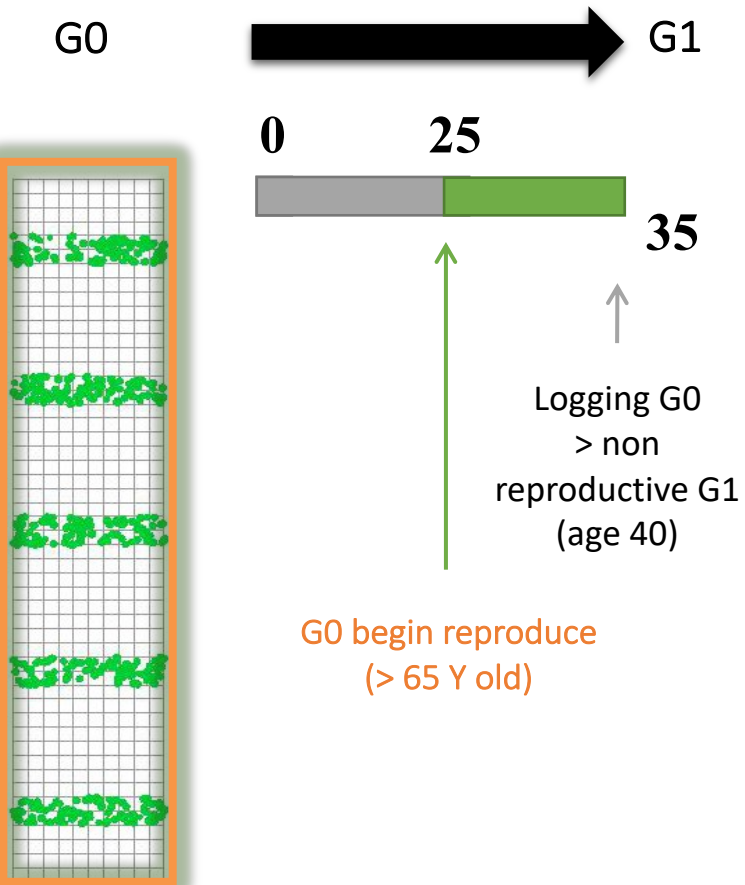 G0
G1
0
25
35
Logging G0
> non
reproductive G1
(age 40)
G0 begin reproduce
(> 65 Y old)